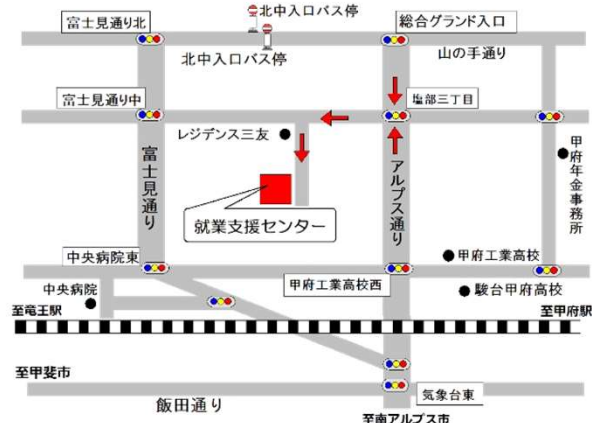 富士見通り北
北中入口バス停
総合グランド入口
北中入口バス停
山の手通り
富士見通り中
塩部三丁目
レジデンス三友
富士見通り
アルプス通り
甲府年金事務所
就業支援センター
中央病院東
甲府工業高校
中央病院
甲府工業高校西
駿台甲府高校
至竜王駅
至甲府駅
至甲斐市
気象台東
飯田通り
至南アルプス市